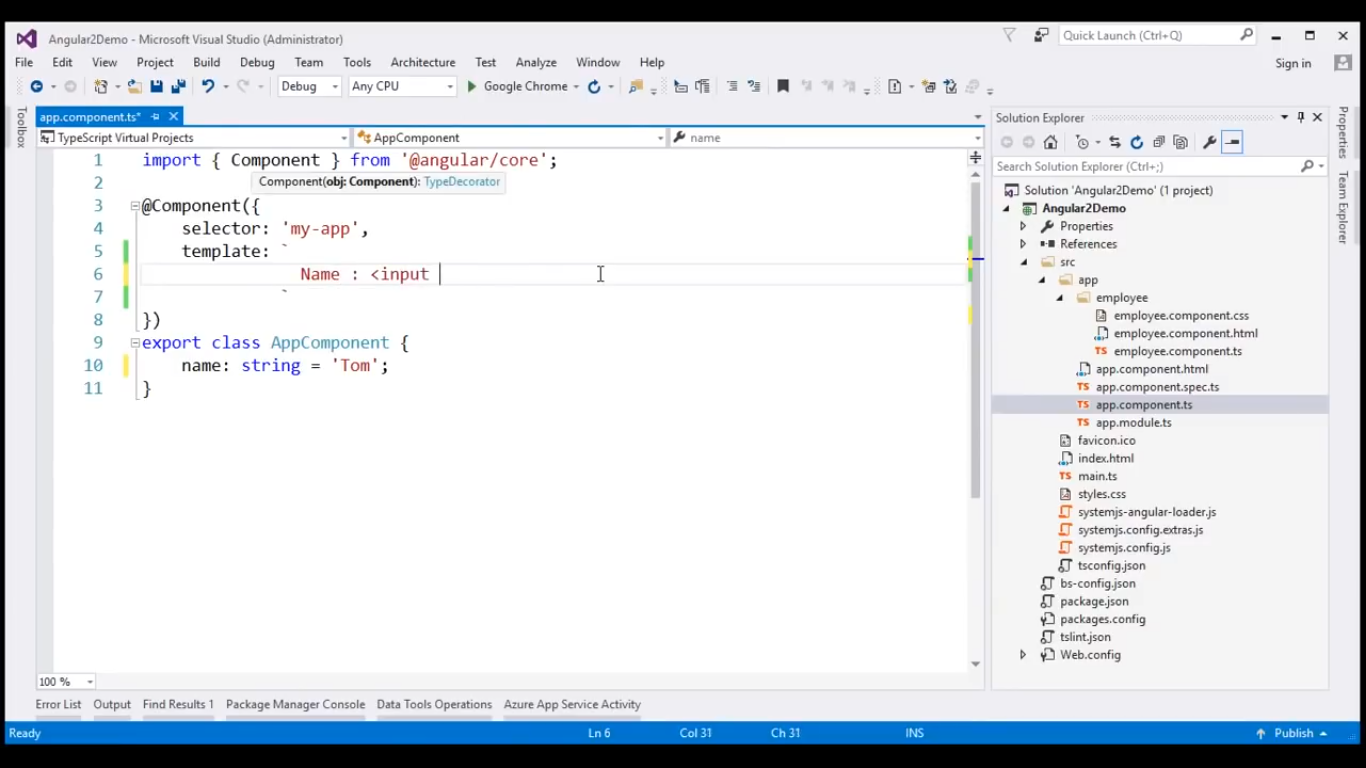 Angular2Demo - Microsoft Visual Studio (Administrator)
Quick Launch (Ctrl+Q)
File Edit View Project Build Debug Team Tools Architecture Test Analyze Window Help
Sign in
Debug Any CPU Google Chrome
Toolbox
app.component.ts*
TypeScript Virtual Projects AppComponent name
1 import { Component } from '@angular/core';
2
Component(obj: Component): TypeDecorator
3 @Component({
4 selector: 'my-app',
5 template: `
6 Name : <input
7 `
8 })
9 export class AppComponent {
10 name: string = 'Tom';
11 }
100 %
Solution Explorer
Search Solution Explorer (Ctrl+;)
Solution 'Angular2Demo' (1 project)
Angular2Demo
Properties
References
src
app
employee
employee.component.css
employee.component.html
TS employee.component.ts
app.component.html
TS app.component.spec.ts
TS app.component.ts
TS app.module.ts
favicon.ico
index.html
TS main.ts
styles.css
systemjs-angular-loader.js
systemjs.config.extras.js
systemjs.config.js
tsconfig.json
bs-config.json
package.json
packages.config
tslint.json
Web.config
Properties
Team Explorer
Error List Output Find Results 1 Package Manager Console Data Tools Operations Azure App Service Activity
Ready Ln 6 Col 31 Ch 31 INS Publish